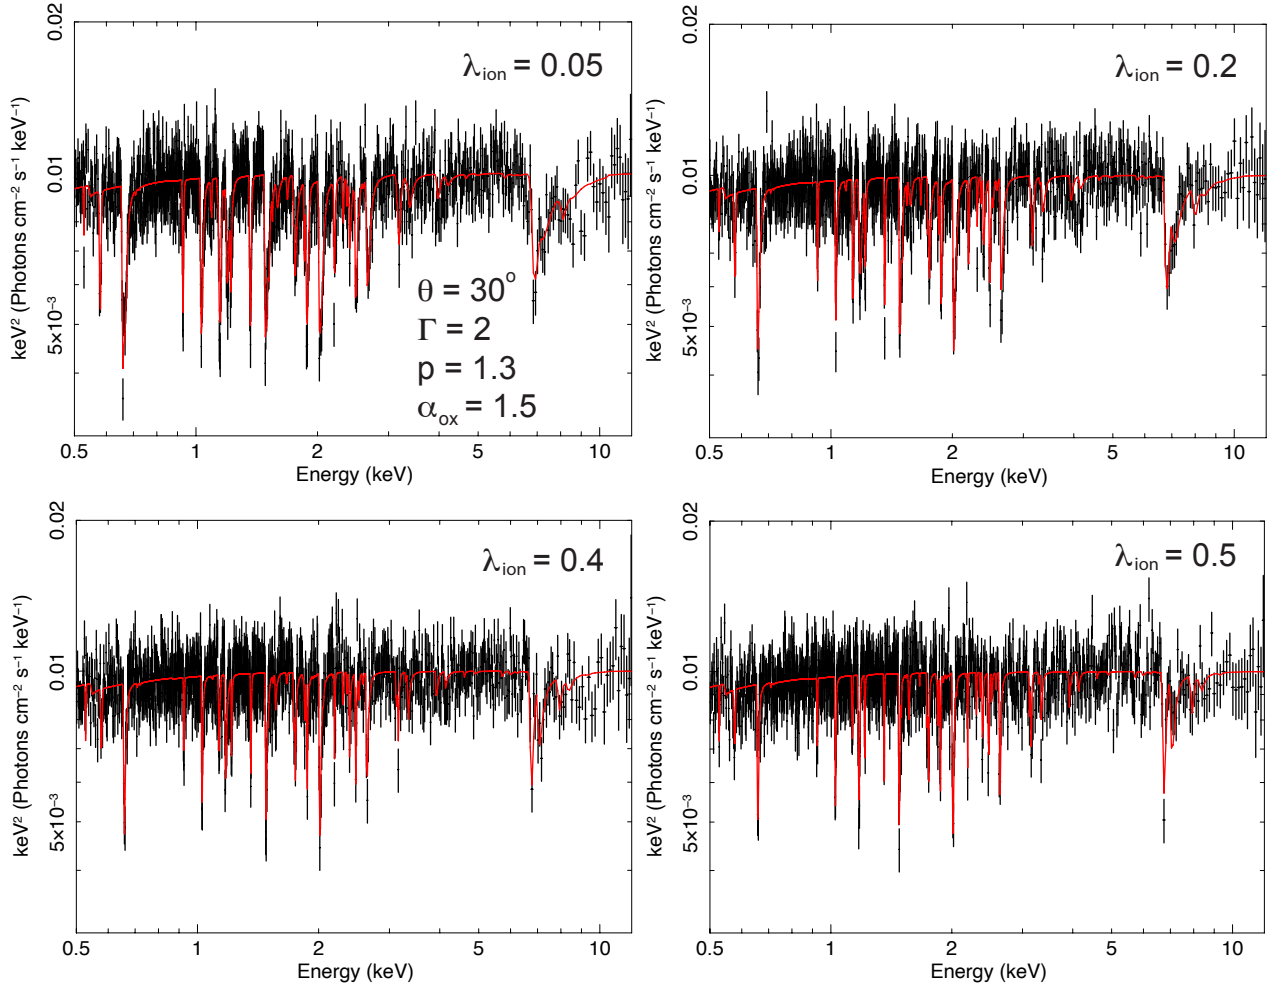 0.02
0.01
5×10⁻³
keV² (Photons cm⁻² s⁻¹ keV⁻¹)
λion = 0.05
θ = 30°
Γ = 2
p = 1.3
αox = 1.5
0.5 1 2 5 10
Energy (keV)
0.02
0.01
5×10⁻³
keV² (Photons cm⁻² s⁻¹ keV⁻¹)
λion = 0.2
0.5 1 2 5 10
Energy (keV)
0.02
0.01
5×10⁻³
keV² (Photons cm⁻² s⁻¹ keV⁻¹)
λion = 0.4
0.5 1 2 5 10
Energy (keV)
0.02
0.01
5×10⁻³
keV² (Photons cm⁻² s⁻¹ keV⁻¹)
λion = 0.5
0.5 1 2 5 10
Energy (keV)